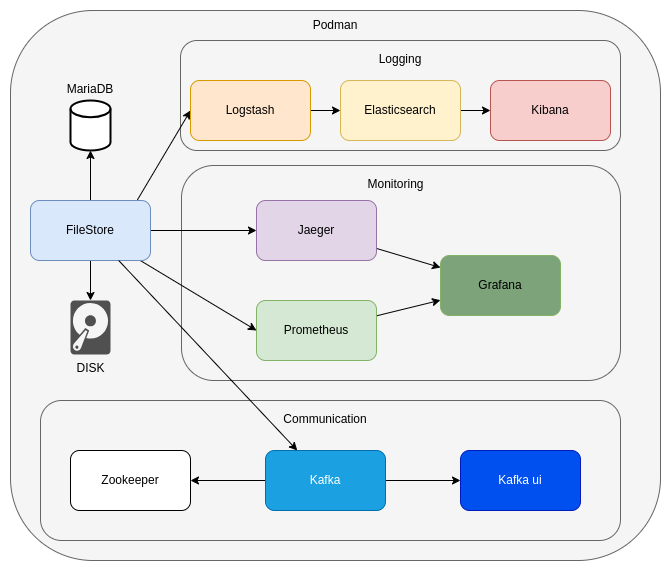 Podman
Logging
MariaDB
Logstash
Elasticsearch
Kibana
Monitoring
FileStore
Jaeger
Grafana
Prometheus
DISK
Communication
Zookeeper
Kafka
Kafka ui